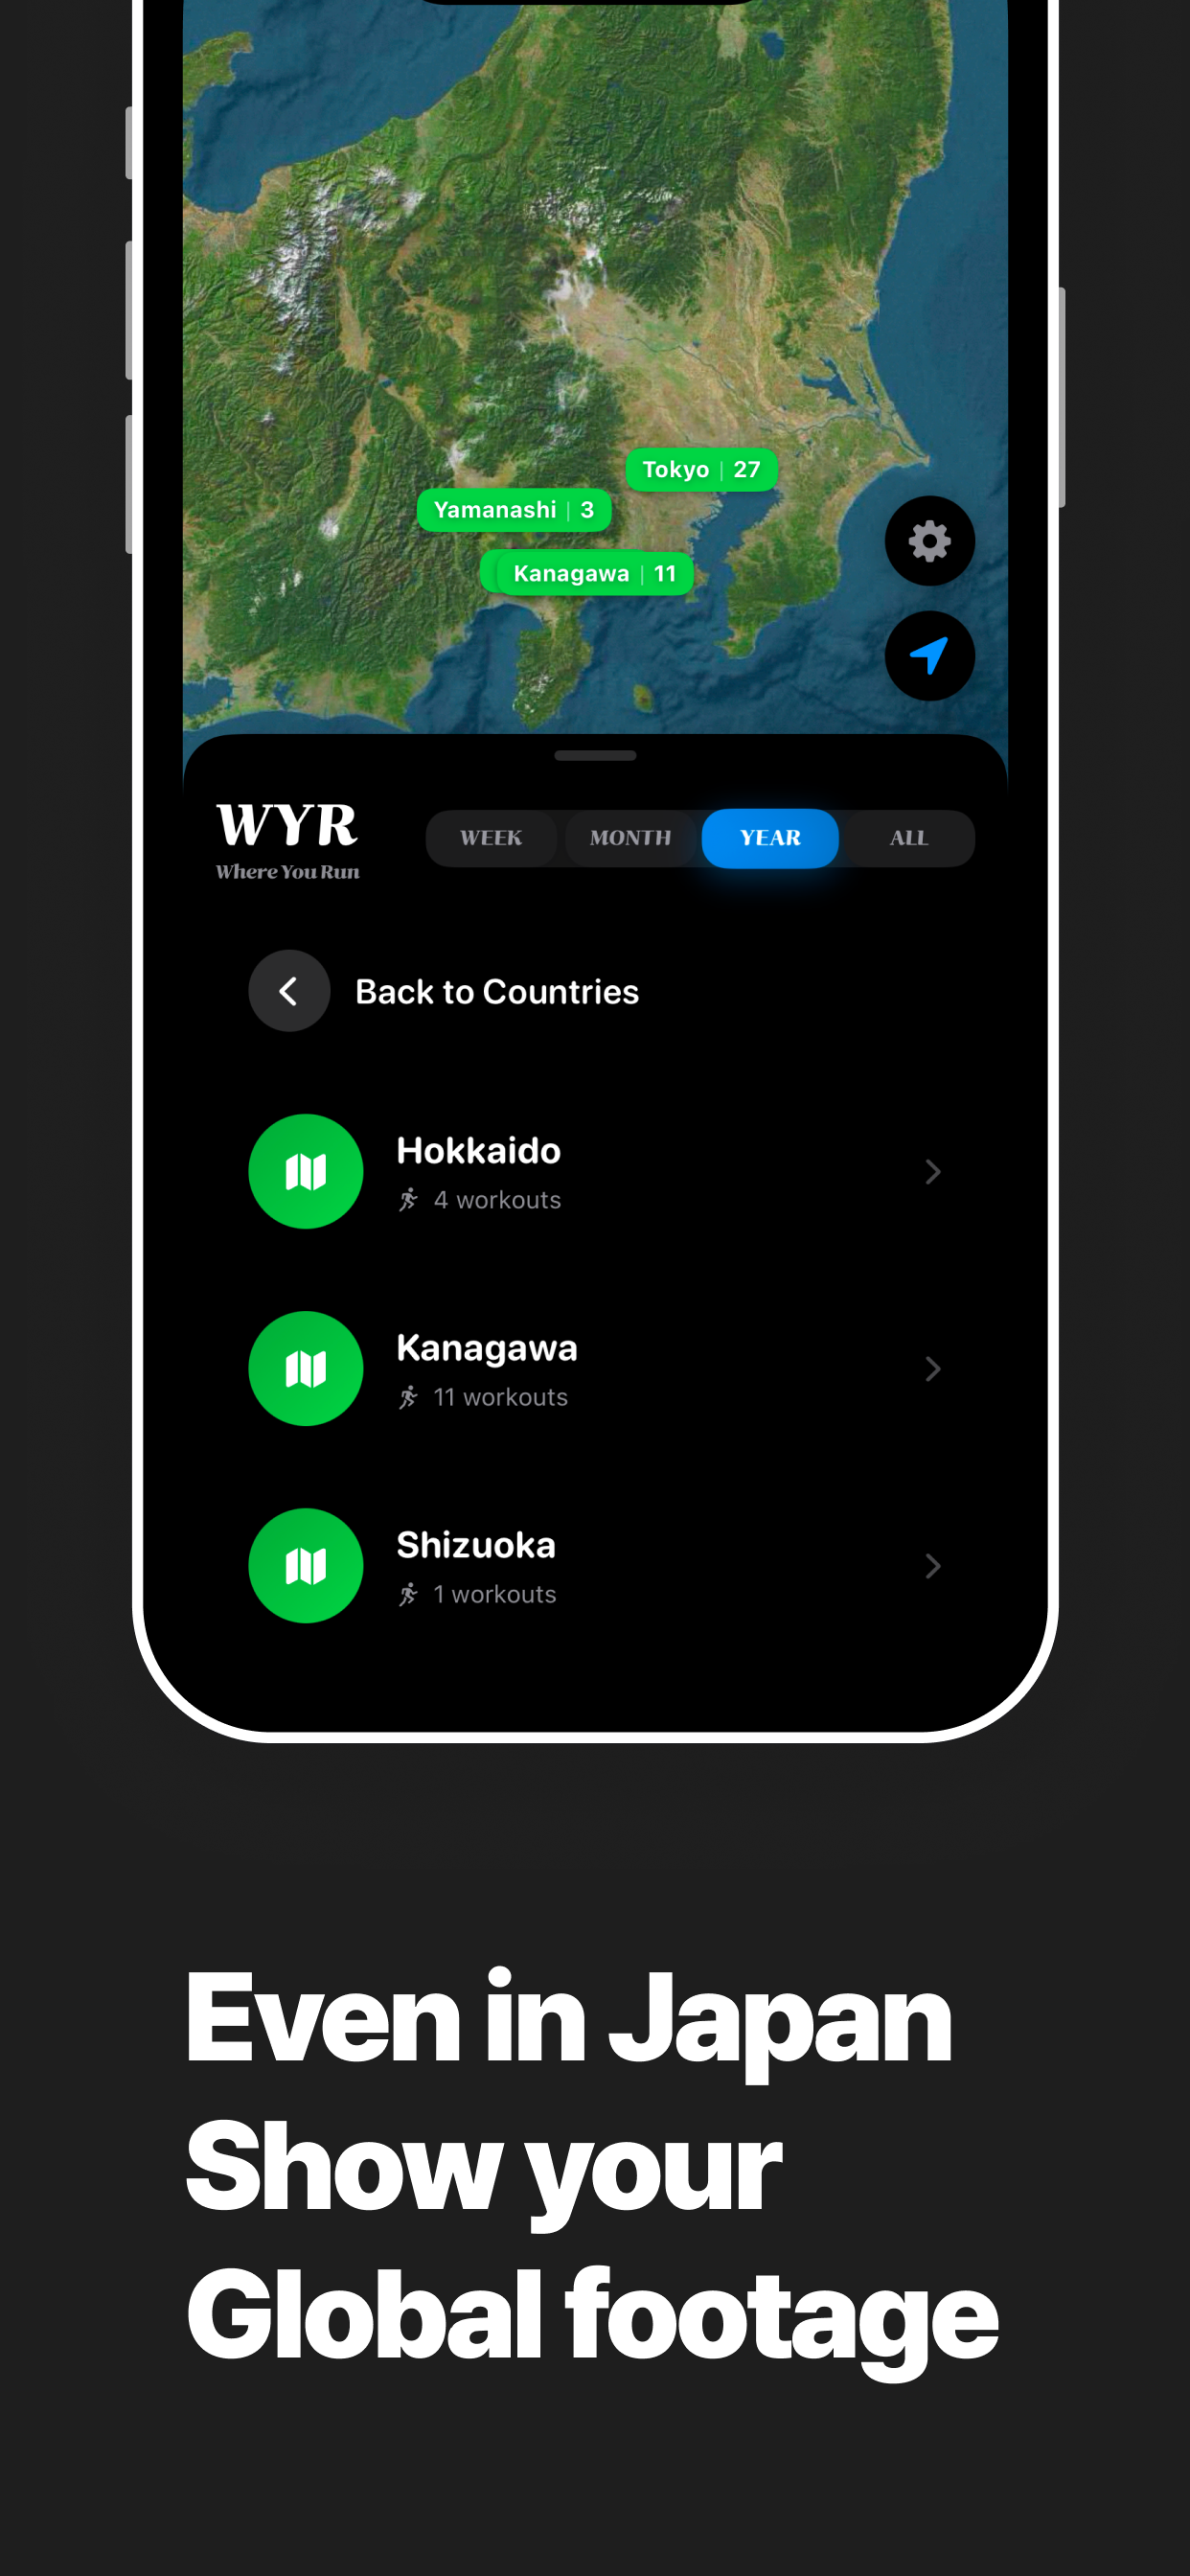 Tokyo | 27
Yamanashi | 3
Kanagawa | 11
WYR
Where You Run
WEEK
MONTH
YEAR
ALL
Back to Countries
Hokkaido
4 workouts
Kanagawa
11 workouts
Shizuoka
1 workouts
Even in Japan
Show your
Global footage